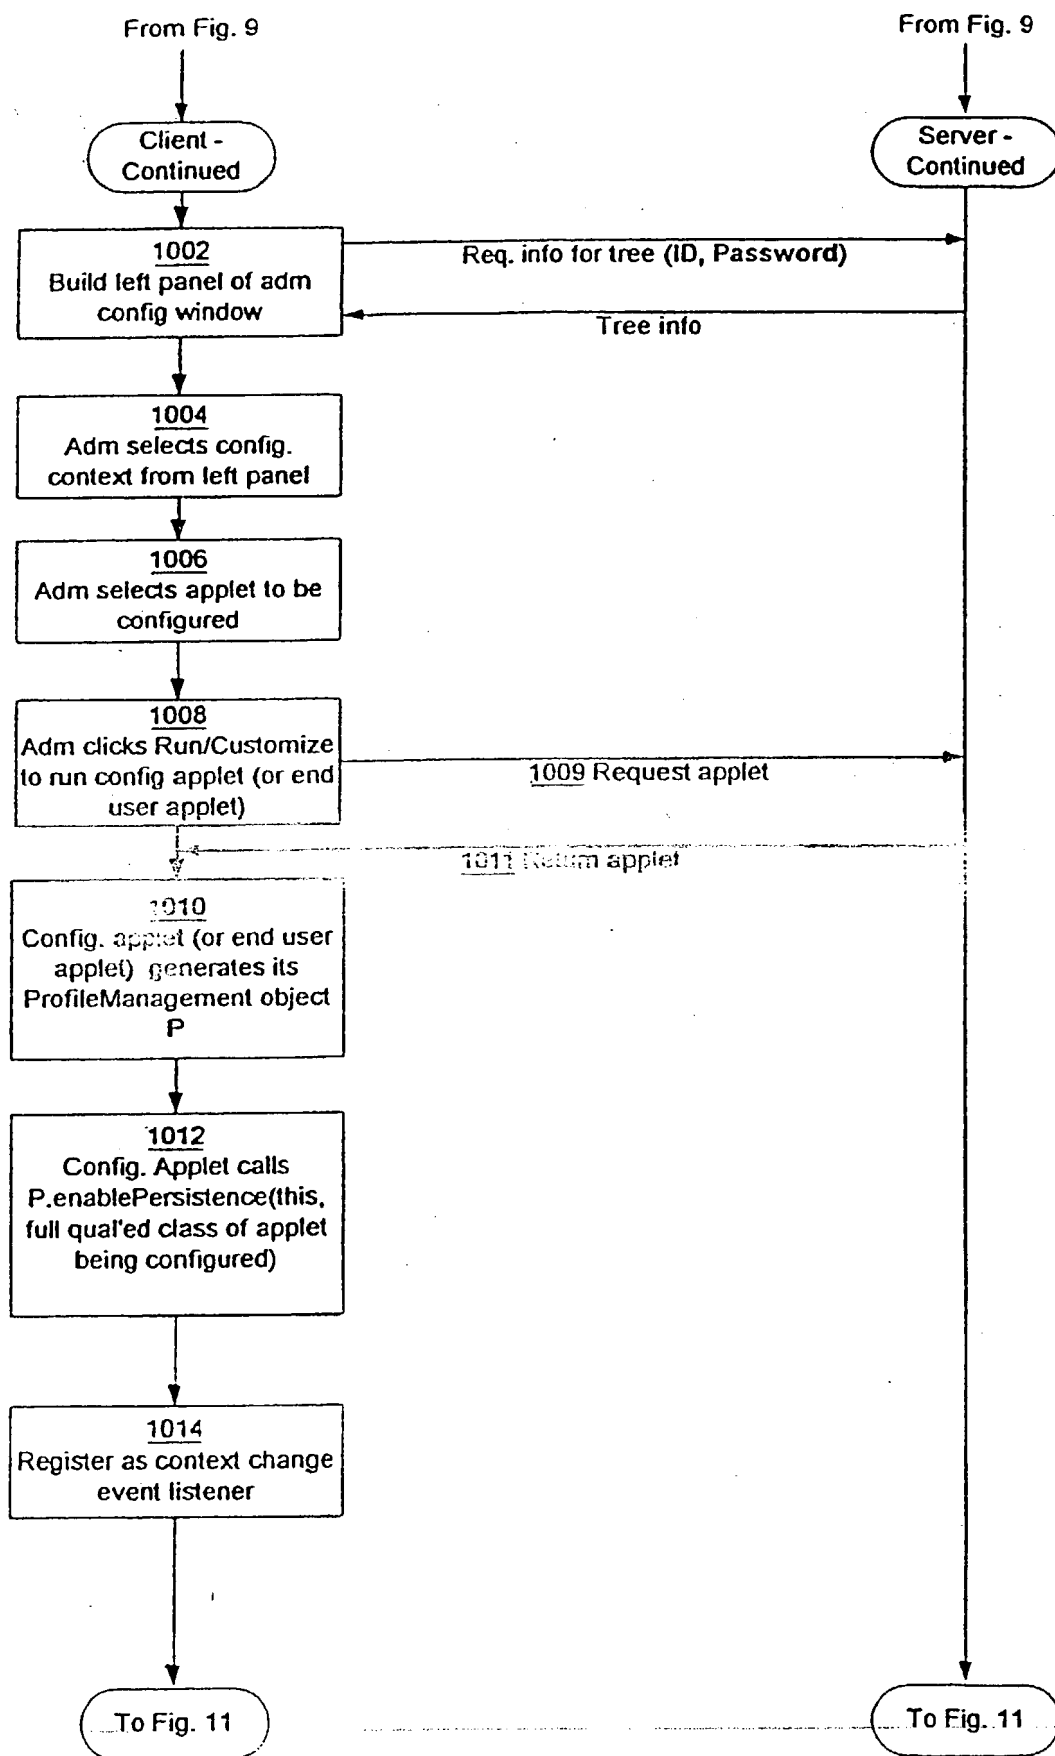 From Fig. 9
From Fig. 9
Client -
Continued
Server -
Continued
1002
Build left panel of adm
config window
Req. info for tree (ID, Password)
Tree info
1004
Adm selects config.
context from left panel
1006
Adm selects applet to be
configured
1008
Adm clicks Run/Customize
to run config applet (or end
user applet)
1009 Request applet
1011 Return applet
1010
Config. applet (or end user
applet) generates its
ProfileManagement object
P
1012
Config. Applet calls
P.enablePersistence(this,
full qual'ed class of applet
being configured)
1014
Register as context change
event listener
To Fig. 11
To Fig. 11